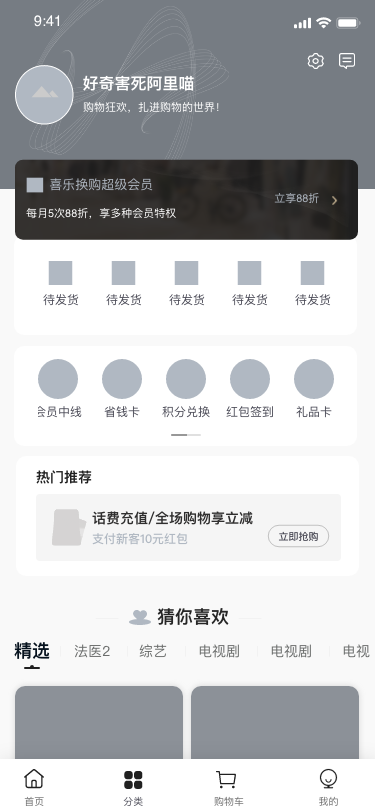 9:41
好奇害死阿里喵
购物狂欢，扎进购物的世界！
喜乐换购超级会员
立享88折
每月5次88折，享多种会员特权
待发货 待发货 待发货 待发货 待发货
会员中线 省钱卡 积分兑换 红包签到 礼品卡
热门推荐
话费充值/全场购物享立减
支付新客10元红包
立即抢购
猜你喜欢
精选 法医2 综艺 电视剧 电视剧 电视
首页 分类 购物车 我的